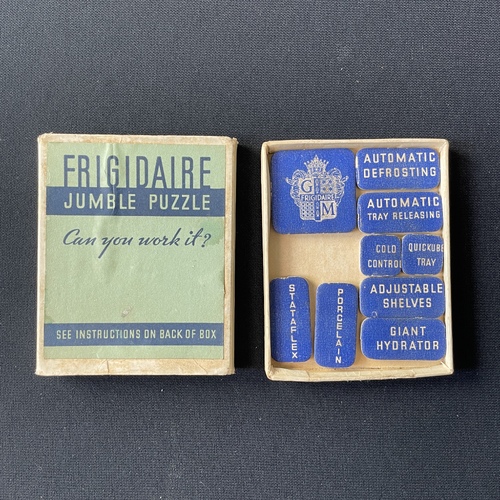 FRIGIDAIRE
JUMBLE PUZZLE
Can you work it?
SEE INSTRUCTIONS ON BACK OF BOX
G M
FRIGIDAIRE
AUTOMATIC
DEFROSTING
AUTOMATIC
TRAY RELEASING
COLD
CONTROL
QUICKUBE
TRAY
ADJUSTABLE
SHELVES
GIANT
HYDRATOR
STATAFLEX
PORCELAIN